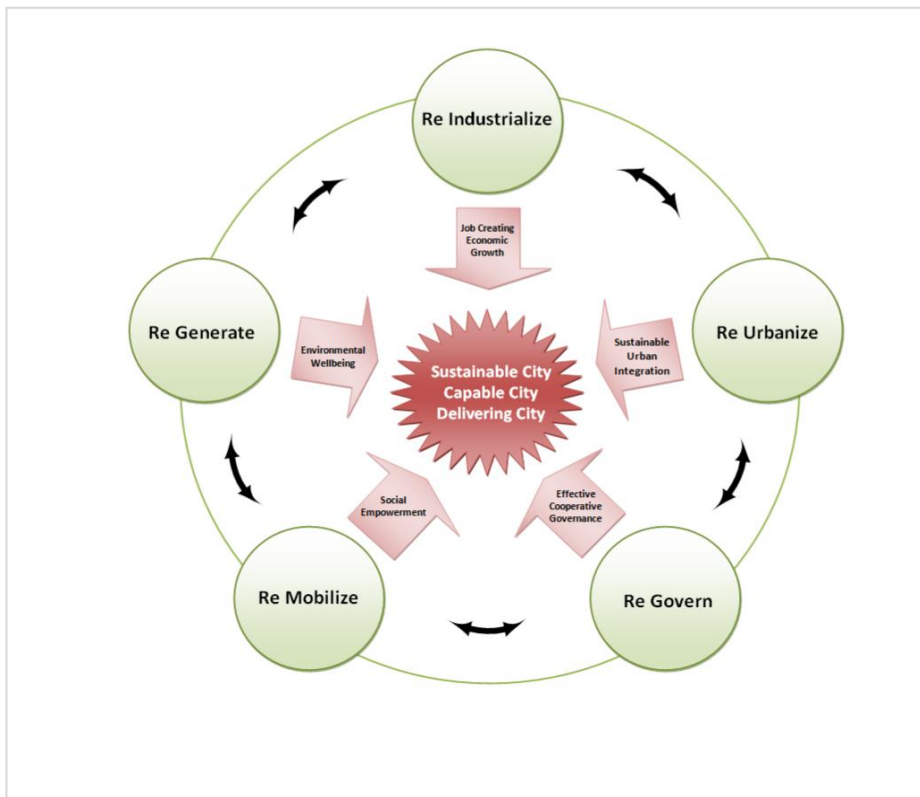 Re Industrialize
Job Creating
Economic
Growth
Re Generate
Environmental
Wellbeing
Sustainable City
Capable City
Delivering City
Sustainable
Urban
Integration
Re Urbanize
Social
Empowerment
Effective
Cooperative
Governance
Re Mobilize
Re Govern